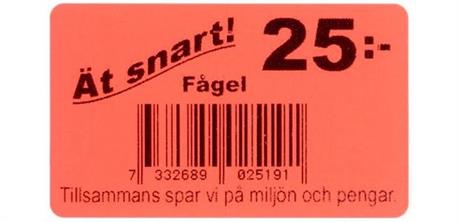 Ät snart! 25:-
Fågel
7 332689 025191
Tillsammans spar vi på miljön och pengar.